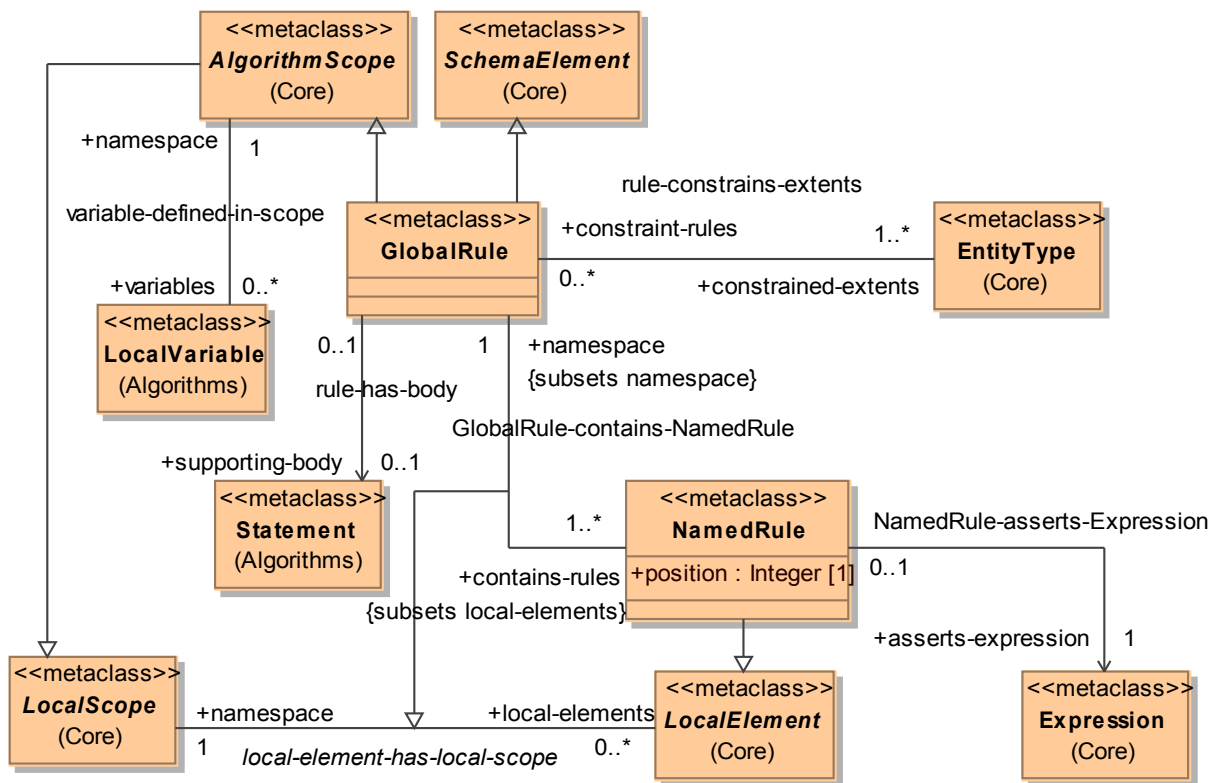 <<metaclass>>
AlgorithmScope
(Core)
<<metaclass>>
SchemaElement
(Core)
+namespace
1
variable-defined-in-scope
+variables
0..*
<<metaclass>>
GlobalRule
rule-constrains-extents
+constraint-rules
1..*
0..*
+constrained-extents
<<metaclass>>
EntityType
(Core)
<<metaclass>>
LocalVariable
(Algorithms)
0..1
rule-has-body
+supporting-body
0..1
1
+namespace
{subsets namespace}
GlobalRule-contains-NamedRule
<<metaclass>>
Statement
(Algorithms)
1..*
+contains-rules
{subsets local-elements}
<<metaclass>>
NamedRule
+position : Integer [1]
NamedRule-asserts-Expression
0..1
+asserts-expression
1
<<metaclass>>
LocalScope
(Core)
+namespace
1
local-element-has-local-scope
+local-elements
0..*
<<metaclass>>
LocalElement
(Core)
<<metaclass>>
Expression
(Core)